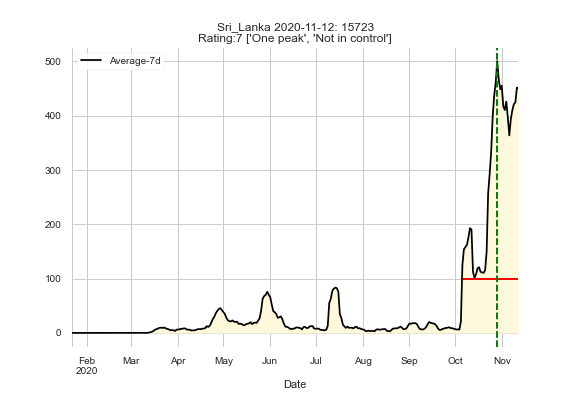 Sri_Lanka 2020-11-12: 15723
Rating:7 ['One peak', 'Not in control']
Average-7d
500
400
300
200
100
0
Feb Mar Apr May Jun Jul Aug Sep Oct Nov
2020
Date